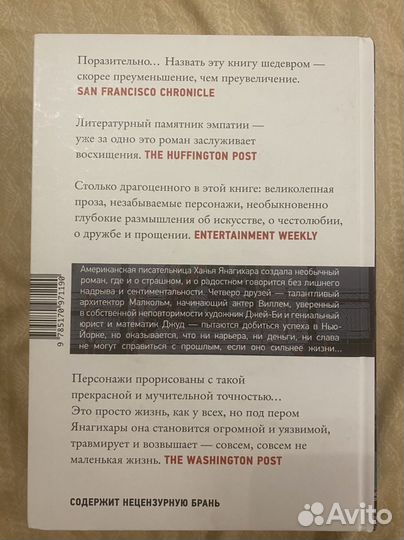 Поразительно… Назвать эту книгу шедевром —
скорее преуменьшение, чем преувеличение.
SAN FRANCISCO CHRONICLE
Литературный памятник эмпатии —
уже за одно это роман заслуживает
восхищения. THE HUFFINGTON POST
Столько драгоценного в этой книге: великолепная
проза, незабываемые персонажи, необыкновенно
глубокие размышления об искусстве, о честолюбии,
о дружбе и прощении. ENTERTAINMENT WEEKLY
Американская писательница Ханья Янагихара создала необычный
роман, где и о страшном, и о радостном говорится без лишнего
надрыва и сентиментальности. Четверо друзей — талантливый
архитектор Малкольм, начинающий актер Виллем, уверенный
в собственной неповторимости художник Джей-Би и гениальный
юрист и математик Джуд — пытаются добиться успеха в Нью-
Йорке, но оказывается, что ни карьера, ни деньги, ни слава
не могут справиться с прошлым, если оно сильнее жизни…
9 785170 971190
Персонажи прорисованы с такой
прекрасной и мучительной точностью…
Это просто жизнь, как у всех, но под пером
Янагихары она становится огромной и уязвимой,
травмирует и возвышает — совсем, совсем не
маленькая жизнь. THE WASHINGTON POST
СОДЕРЖИТ НЕЦЕНЗУРНУЮ БРАНЬ
Avito